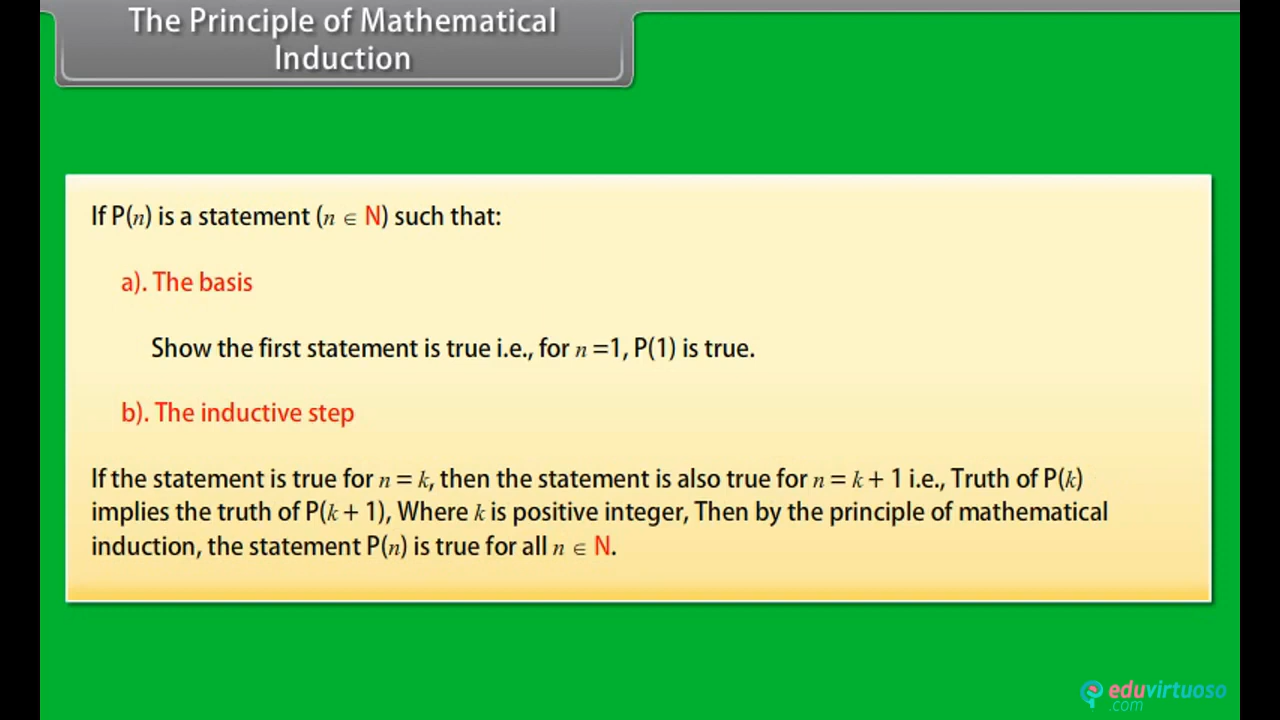 The Principle of Mathematical
Induction
If P(n) is a statement (n ∈ N) such that:
a). The basis
Show the first statement is true i.e., for n =1, P(1) is true.
b). The inductive step
If the statement is true for n = k, then the statement is also true for n = k + 1 i.e., Truth of P(k)
implies the truth of P(k + 1), Where k is positive integer, Then by the principle of mathematical
induction, the statement P(n) is true for all n ∈ N.
eduvirtuoso
.com